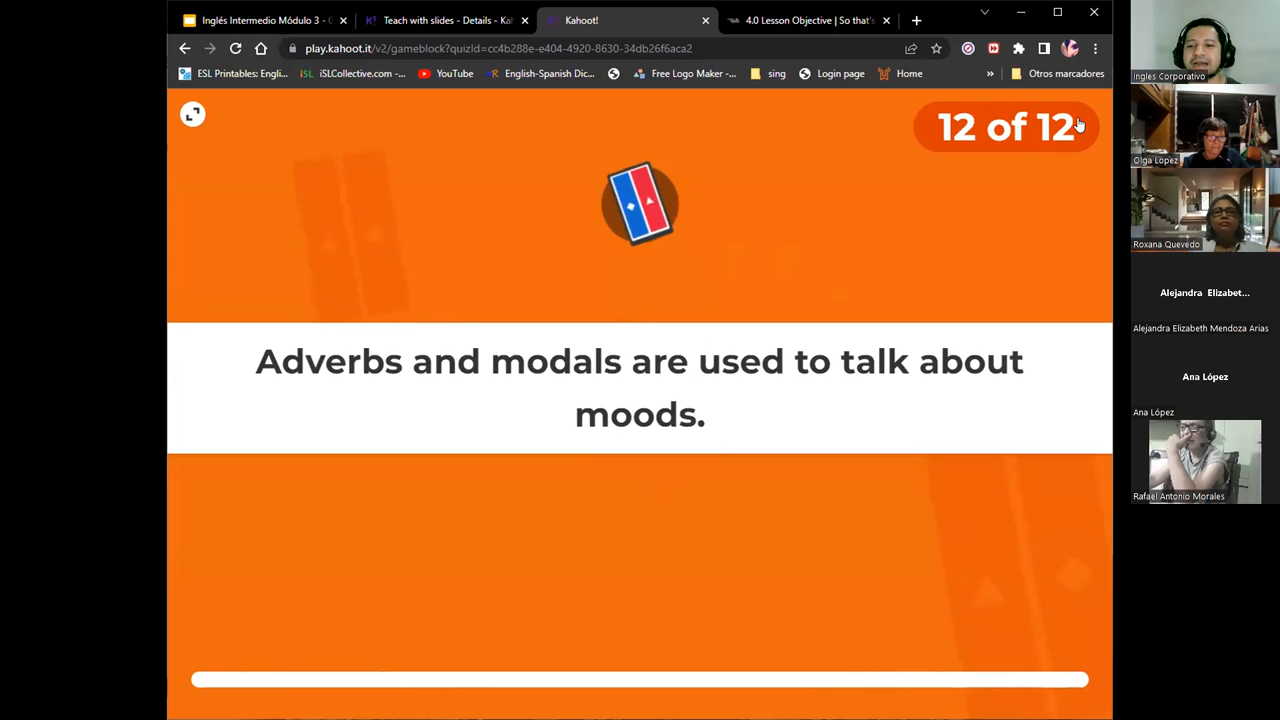 Inglés Intermedio Módulo 3 - G
Teach with slides - Details - Kah
Kahoot!
4.0 Lesson Objective | So that's
play.kahoot.it/v2/gameblock?quizId=cc4b288e-e404-4920-8630-34db26f6aca2
ESL Printables: Engli...
iSL iSLCollective.com -...
YouTube
English-Spanish Dic...
Free Logo Maker -...
sing
Login page
Home
»
Otros marcadores
12 of 12
Adverbs and modals are used to talk about
moods.
Ingles Corporativo
Olga Lopez
Roxana Quevedo
Alejandra Elizabet...
Alejandra Elizabeth Mendoza Arias
Ana López
Ana López
Rafael Antonio Morales